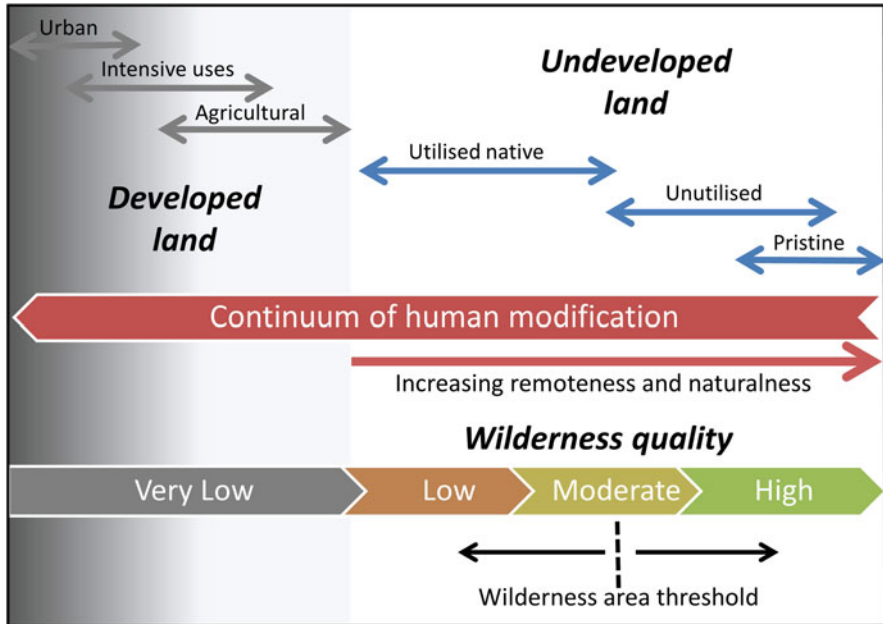 Urban
Intensive uses
Agricultural
Undeveloped
land
Utilised native
Unutilised
Pristine
Developed
land
Continuum of human modification
Increasing remoteness and naturalness
Wilderness quality
Very Low
Low
Moderate
High
Wilderness area threshold